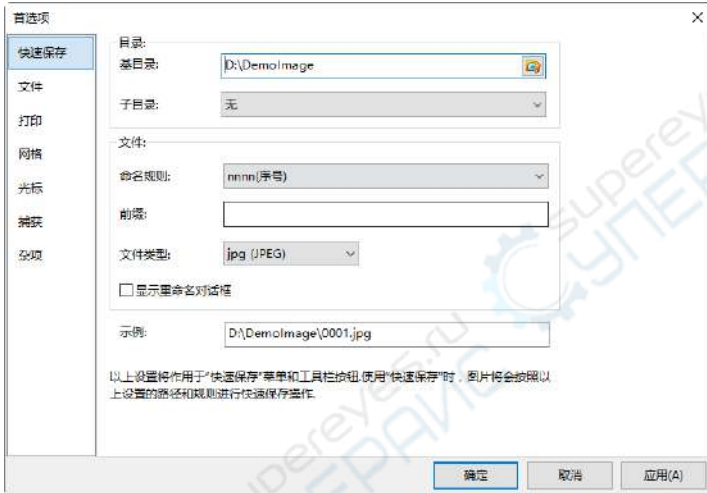 首选项
快速保存
文件
打印
网格
光标
捕获
杂项
目录:
基目录: D:\DemoImage
子目录: 无
文件:
命名规则: nnnn(序号)
前缀:
文件类型: jpg (JPEG)
显示重命名对话框
示例: D:\DemoImage\0001.jpg
以上设置将作用于"快速保存"菜单和工具栏按钮.使用"快速保存"时，图片将会按照以
上设置的路径和规则进行快速保存操作.
确定 取消 应用(A)
supereyes.ru
СУПЕРАЙС